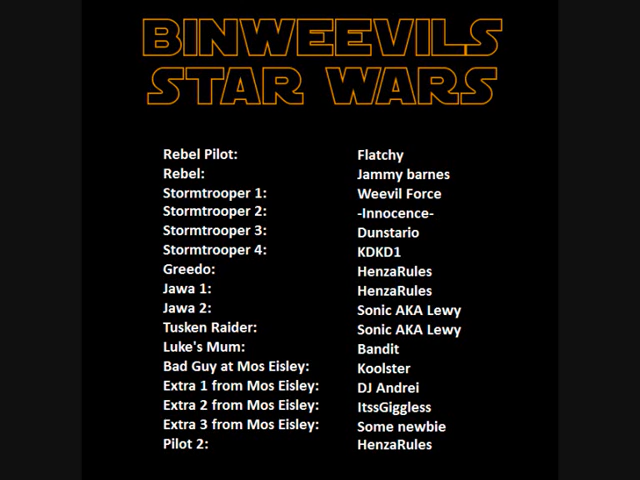 BINWEEVILS
STAR WARS
Rebel Pilot: Flatchy
Rebel: Jammy barnes
Stormtrooper 1: Weevil Force
Stormtrooper 2: -Innocence-
Stormtrooper 3: Dunstario
Stormtrooper 4: KDKD1
Greedo: HenzaRules
Jawa 1: HenzaRules
Jawa 2: Sonic AKA Lewy
Tusken Raider: Sonic AKA Lewy
Luke's Mum: Bandit
Bad Guy at Mos Eisley: Koolster
Extra 1 from Mos Eisley: DJ Andrei
Extra 2 from Mos Eisley: ItssGiggless
Extra 3 from Mos Eisley: Some newbie
Pilot 2: HenzaRules